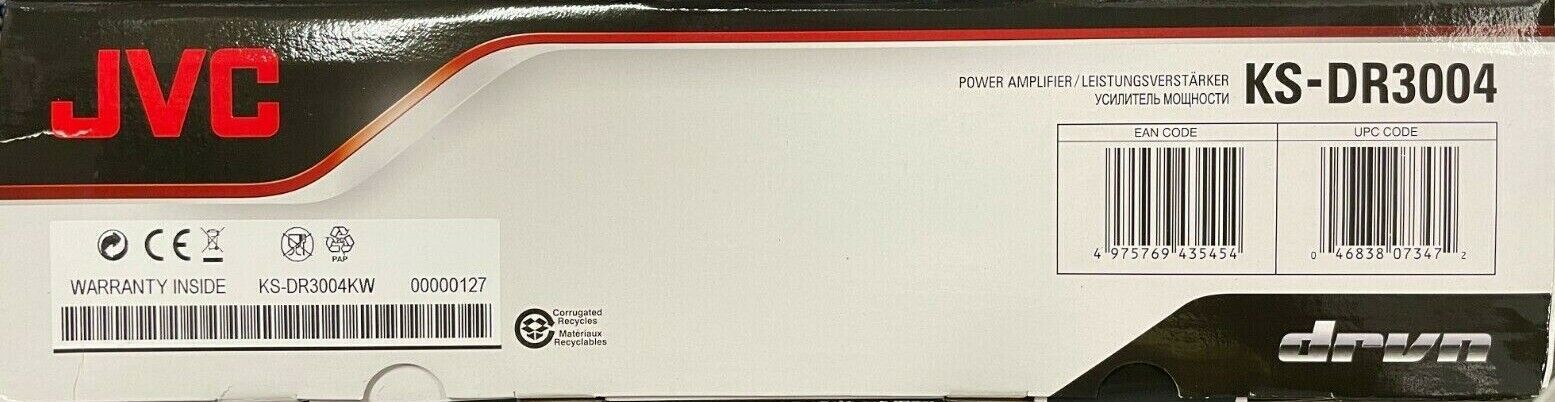 JVC
POWER AMPLIFIER/LEISTUNGSVERSTÄRKER
УСИЛИТЕЛЬ МОЩНОСТИ
KS-DR3004
EAN CODE
UPC CODE
4 975769 435454
0 46838 07347 2
PAP
WARRANTY INSIDE KS-DR3004KW 00000127
Corrugated
Recycles
Matériaux
Recyclables
drvn